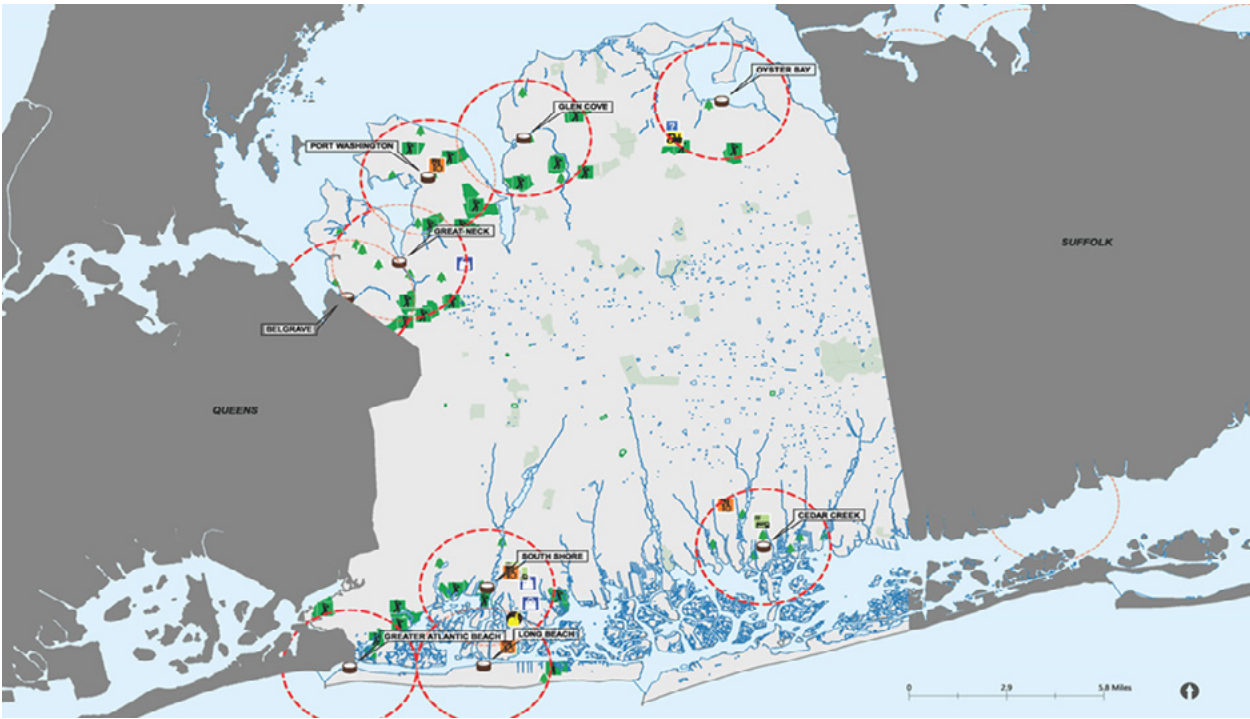 OYSTER BAY
GLEN COVE
PORT WASHINGTON
GREAT NECK
SUFFOLK
BELGRAVE
QUEENS
CEDAR CREEK
SOUTH SHORE
GREATER ATLANTIC BEACH
LONG BEACH
0 2.9 5.8 Miles
?